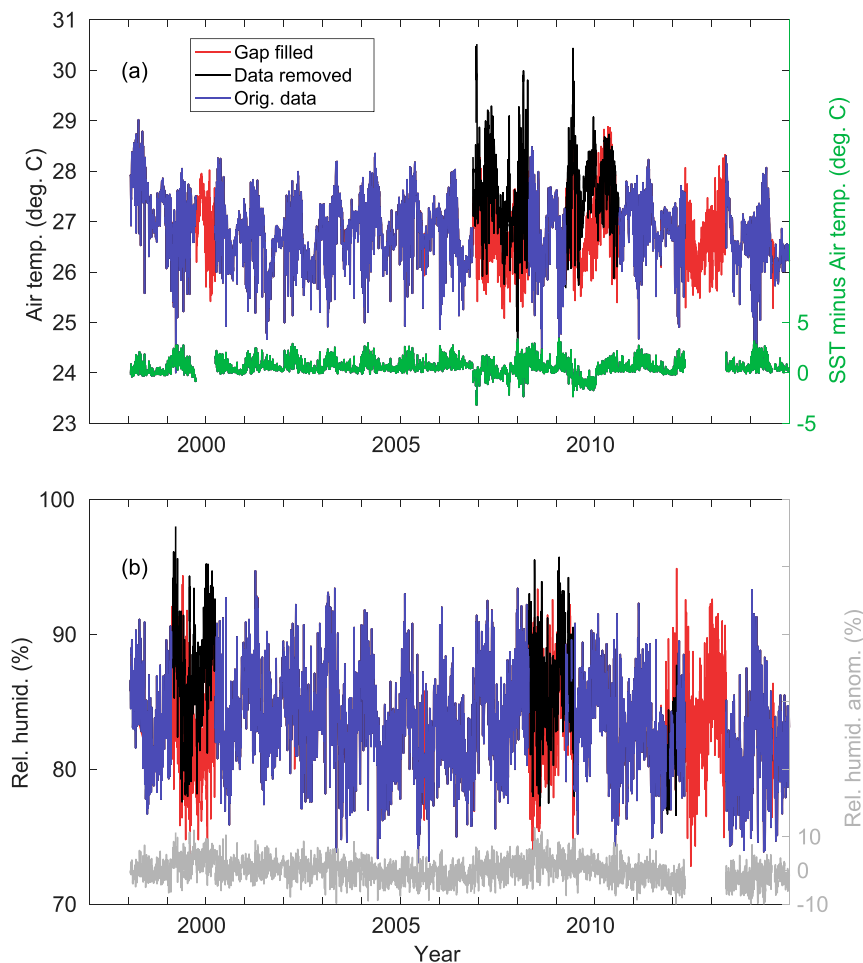 31
30
29
28
27
26
25
24
23
Air temp. (deg. C)
(a)
Gap filled
Data removed
Orig. data
5
0
-5
SST minus Air temp. (deg. C)
2000
2005
2010
100
90
80
70
Rel. humid. (%)
(b)
10
0
-10
Rel. humid. anom. (%)
2000
2005
2010
Year